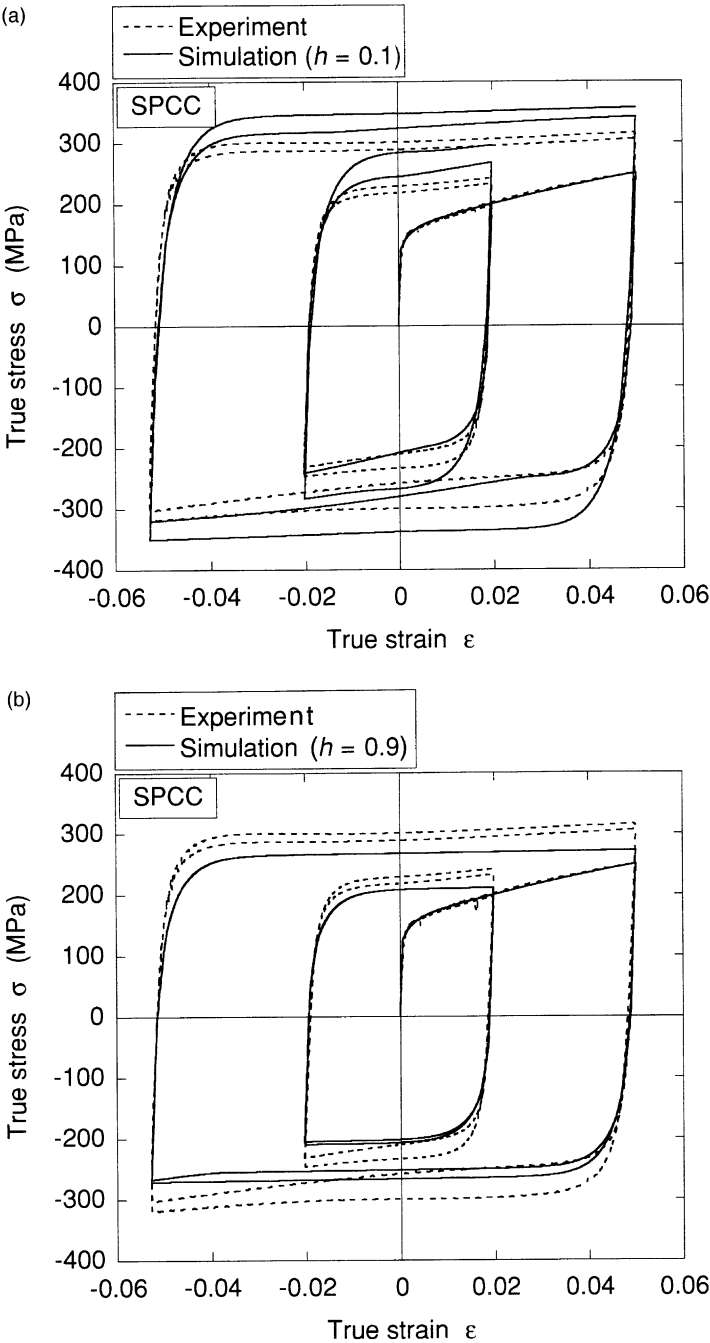 (a)
Experiment
Simulation (h = 0.1)
400
SPCC
300
200
100
0
-100
-200
-300
-400
True stress σ (MPa)
-0.06 -0.04 -0.02 0 0.02 0.04 0.06
True strain ε
(b)
Experiment
Simulation (h = 0.9)
400
SPCC
300
200
100
0
-100
-200
-300
-400
True stress σ (MPa)
-0.06 -0.04 -0.02 0 0.02 0.04 0.06
True strain ε